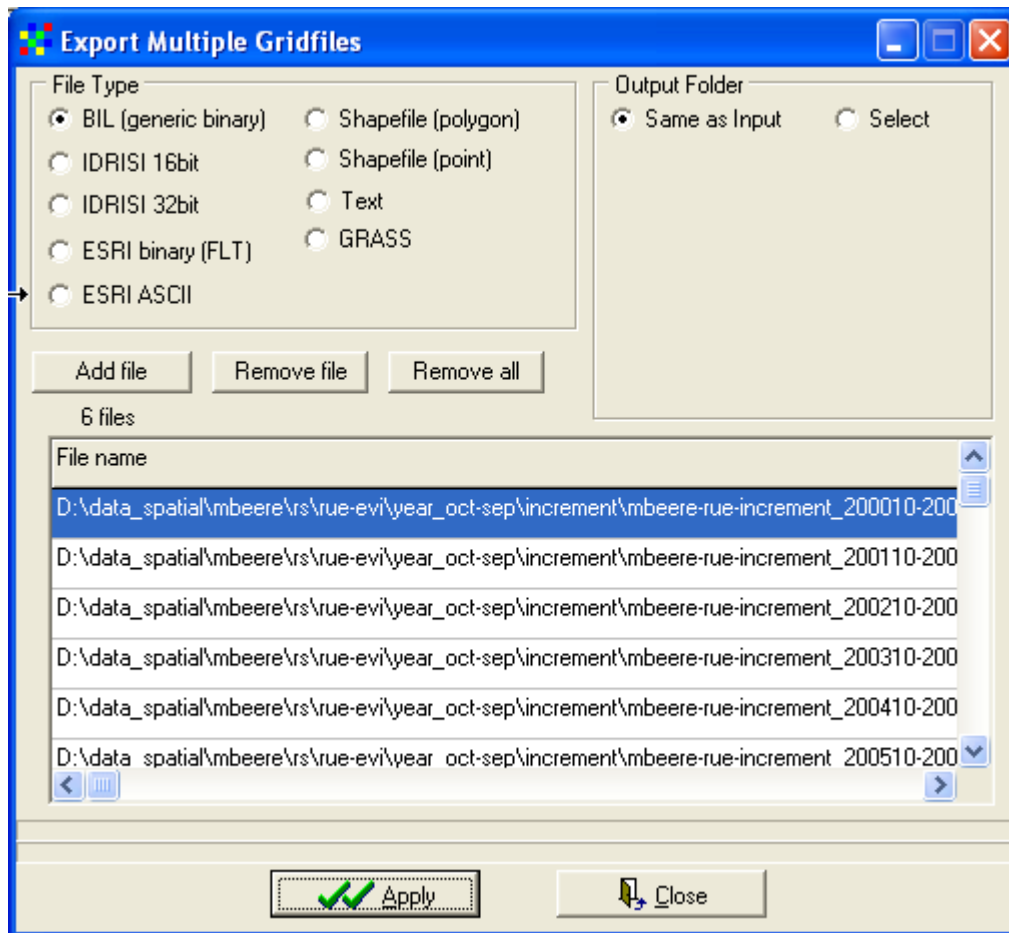 Export Multiple Gridfiles
File Type
BIL (generic binary)
Shapefile (polygon)
IDRISI 16bit
Shapefile (point)
IDRISI 32bit
Text
ESRI binary (FLT)
GRASS
ESRI ASCII
Output Folder
Same as Input
Select
Add file
Remove file
Remove all
6 files
File name
D:\data_spatial\mbeere\rs\rue-evi\year_oct-sep\increment\mbeere-rue-increment_200010-200
D:\data_spatial\mbeere\rs\rue-evi\year_oct-sep\increment\mbeere-rue-increment_200110-200
D:\data_spatial\mbeere\rs\rue-evi\year_oct-sep\increment\mbeere-rue-increment_200210-200
D:\data_spatial\mbeere\rs\rue-evi\year_oct-sep\increment\mbeere-rue-increment_200310-200
D:\data_spatial\mbeere\rs\rue-evi\year_oct-sep\increment\mbeere-rue-increment_200410-200
D:\data_spatial\mbeere\rs\rue-evi\year_oct-sep\increment\mbeere-rue-increment_200510-200
Apply
Close